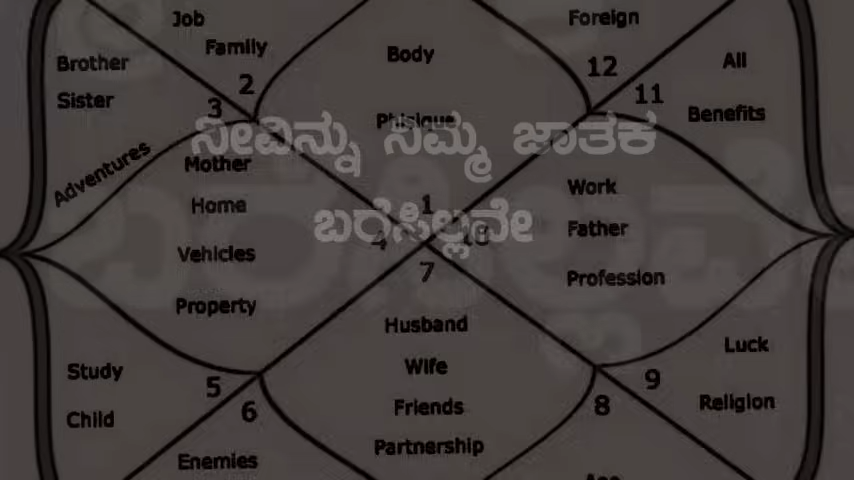 Job
Foreign
Family
Body
Brother
12
All
2
Sister
3
11
Benefits
Phisique
ನೀವಿನ್ನು ನಿಮ್ಮ ಜಾತಕ
Adventures
Mother
Work
Home
1
ಬರೆಸಿಲ್ಲವೇ
Father
4
10
Vehicles
7
Profession
Property
Husband
Luck
Study
Wife
5
9
Religion
Child
6
Friends
8
Partnership
Enemies